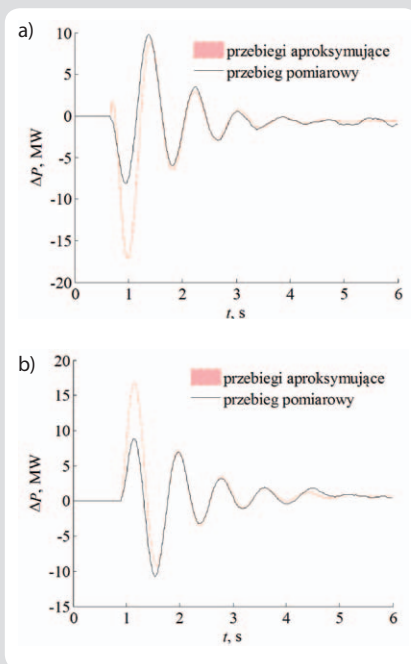 a)
10
przebiegi aproksymujące
przebieg pomiarowy
5
0
-5
-10
-15
-20
ΔP, MW
0 1 2 3 4 5 6
t, s
b)
20
przebiegi aproksymujące
przebieg pomiarowy
15
10
5
0
-5
-10
-15
ΔP, MW
0 1 2 3 4 5 6
t, s